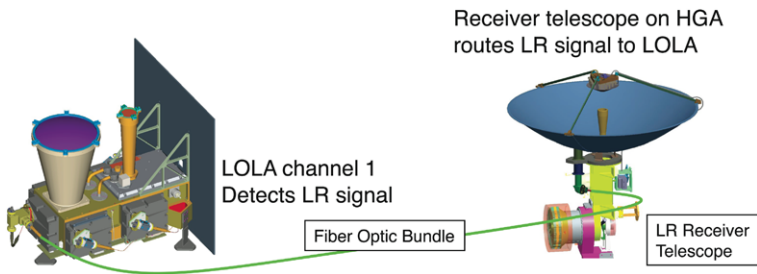 Receiver telescope on HGA
routes LR signal to LOLA
LOLA channel 1
Detects LR signal
Fiber Optic Bundle
LR Receiver
Telescope